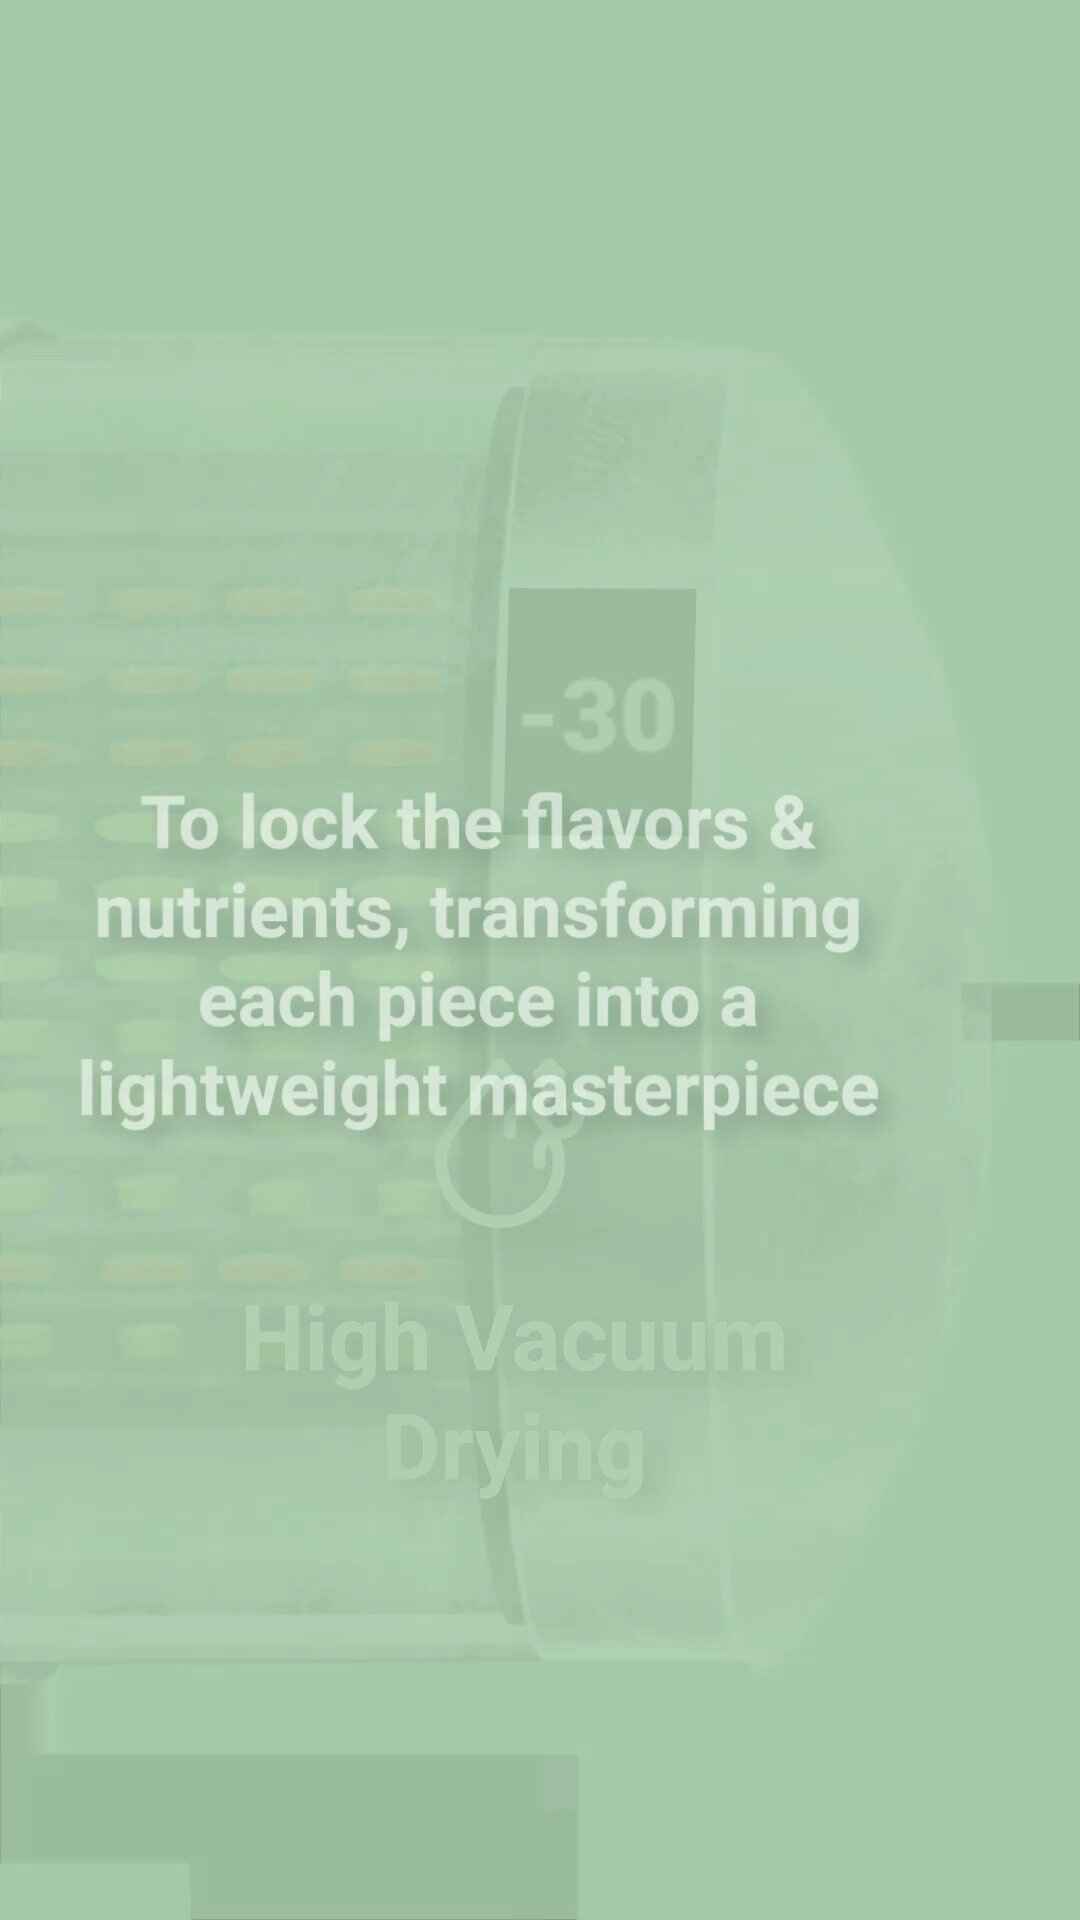 -30
To lock the flavors &
nutrients, transforming
each piece into a
lightweight masterpiece
High Vacuum
Drying